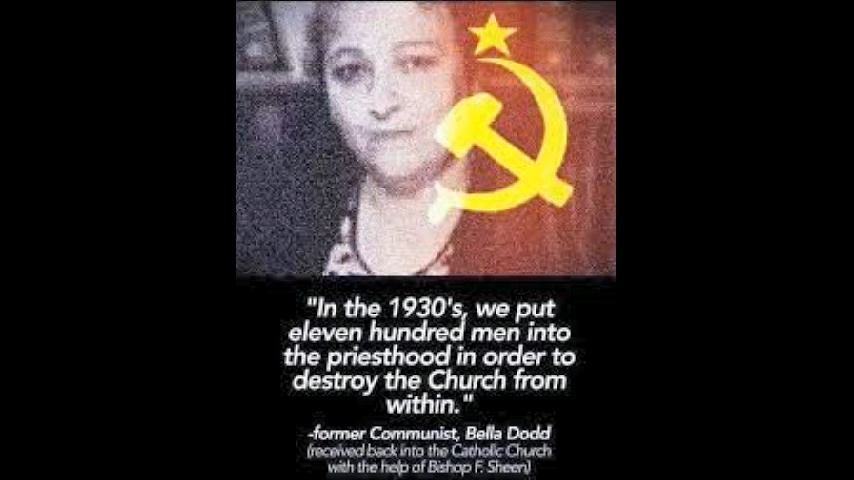 "In the 1930's, we put
eleven hundred men into
the priesthood in order to
destroy the Church from
within."
-former Communist, Bella Dodd
(received back into the Catholic Church
with the help of Bishop F. Sheen)